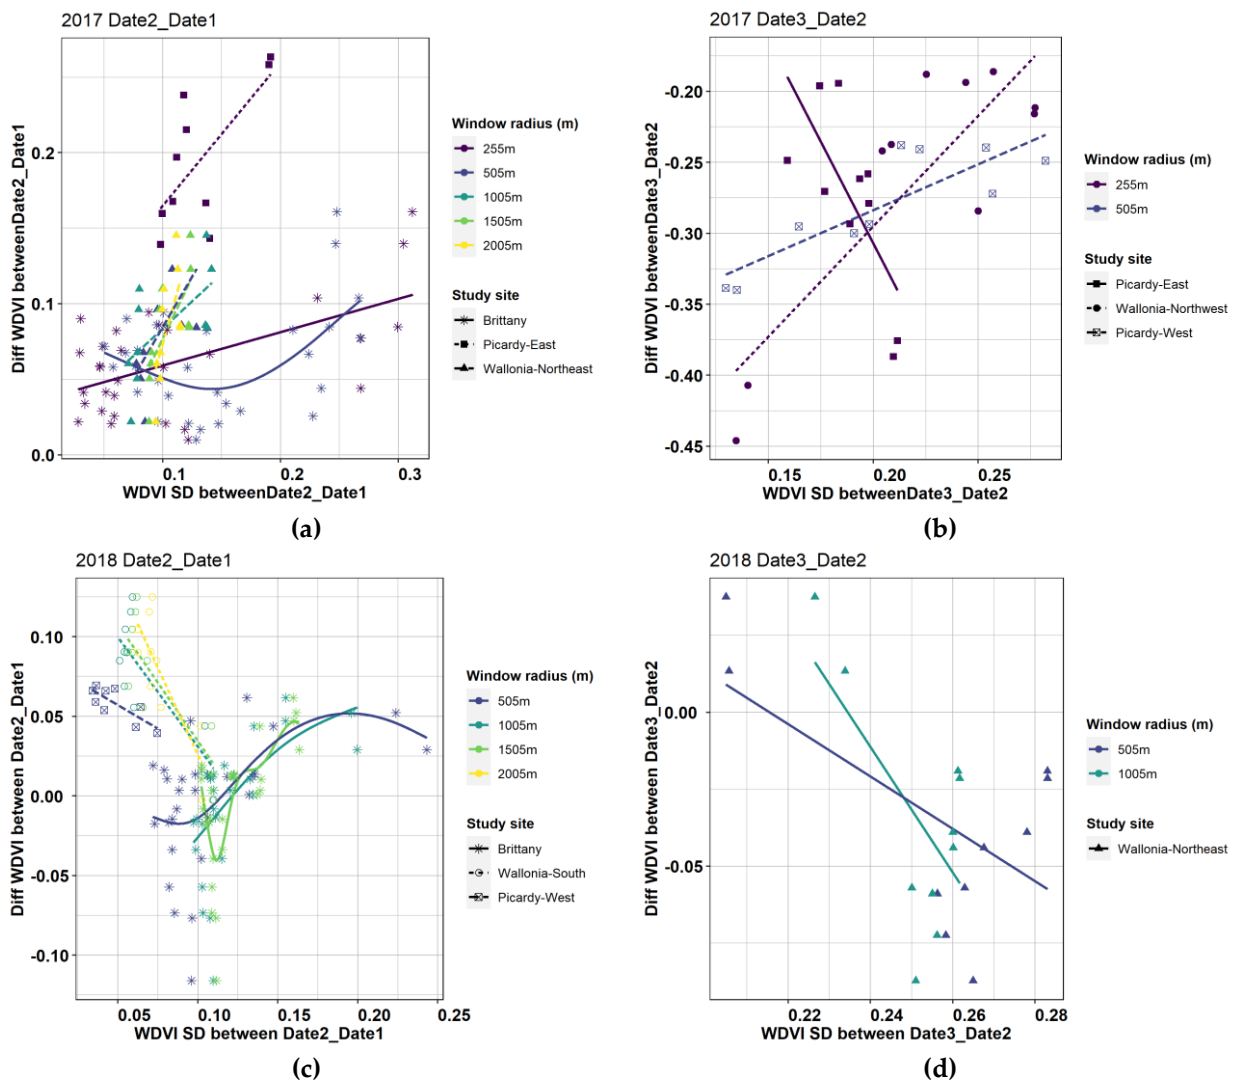 2017 Date2_Date1
Diff WDVI betweenDate2_Date1
0.2
0.1
0.0
0.1
0.2
0.3
WDVI SD betweenDate2_Date1
Window radius (m)
255m
505m
1005m
1505m
2005m
Study site
Brittany
Picardy-East
Wallonia-Northeast
(a)
2017 Date3_Date2
Diff WDVI betweenDate3_Date2
-0.20
-0.25
-0.30
-0.35
-0.40
-0.45
0.15
0.20
0.25
WDVI SD betweenDate3_Date2
Window radius (m)
255m
505m
Study site
Picardy-East
Wallonia-Northwest
Picardy-West
(b)
2018 Date2_Date1
Diff WDVI between Date2_Date1
0.10
0.05
0.00
-0.05
-0.10
0.05
0.10
0.15
0.20
0.25
WDVI SD between Date2_Date1
Window radius (m)
505m
1005m
1505m
2005m
Study site
Brittany
Wallonia-South
Picardy-West
(c)
2018 Date3_Date2
Diff WDVI between Date3_Date2
0.00
-0.05
0.22
0.24
0.26
0.28
WDVI SD between Date3_Date2
Window radius (m)
505m
1005m
Study site
Wallonia-Northeast
(d)